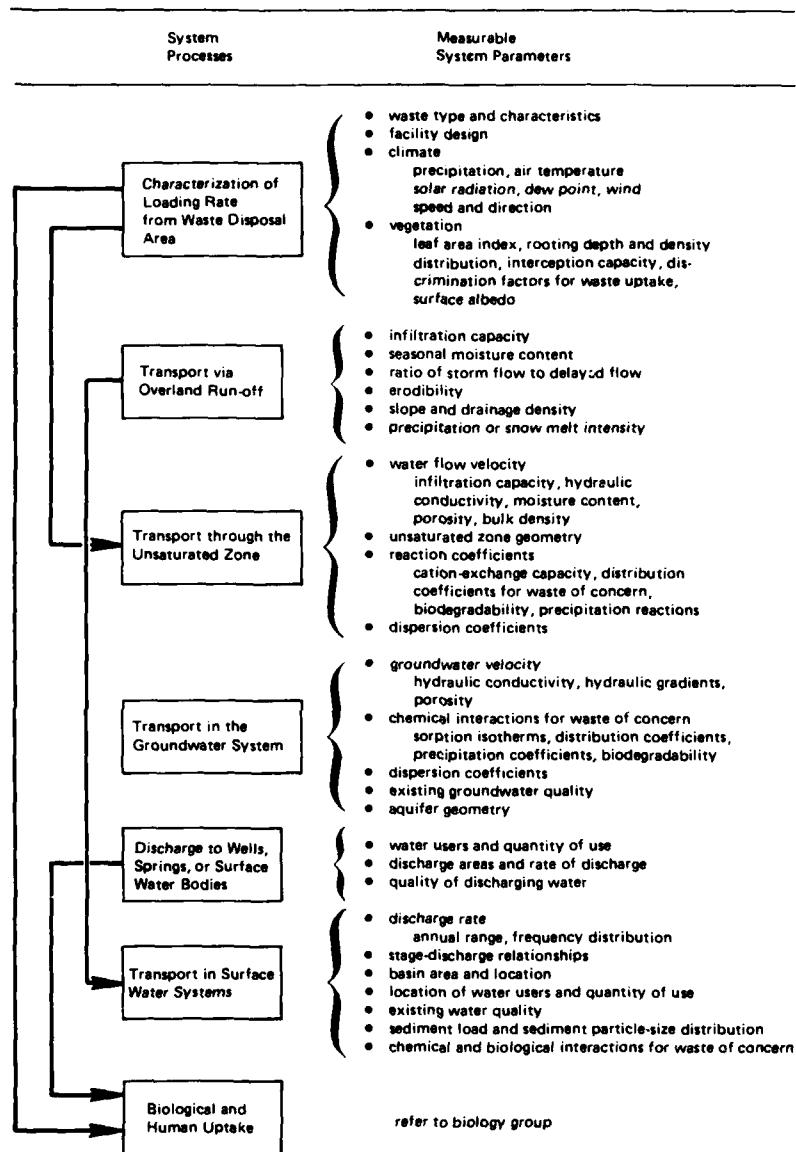 System
Processes
Measurable
System Parameters
Characterization of
Loading Rate
from Waste Disposal
Area
• waste type and characteristics
• facility design
• climate
precipitation, air temperature
solar radiation, dew point, wind
speed and direction
• vegetation
leaf area index, rooting depth and density
distribution, interception capacity, dis-
crimination factors for waste uptake,
surface albedo
Transport via
Overland Run-off
• infiltration capacity
• seasonal moisture content
• ratio of storm flow to delayed flow
• erodibility
• slope and drainage density
• precipitation or snow melt intensity
Transport through the
Unsaturated Zone
• water flow velocity
infiltration capacity, hydraulic
conductivity, moisture content,
porosity, bulk density
• unsaturated zone geometry
• reaction coefficients
cation-exchange capacity, distribution
coefficients for waste of concern,
biodegradability, precipitation reactions
• dispersion coefficients
Transport in the
Groundwater System
• groundwater velocity
hydraulic conductivity, hydraulic gradients,
porosity
• chemical interactions for waste of concern
sorption isotherms, distribution coefficients,
precipitation coefficients, biodegradability
• dispersion coefficients
• existing groundwater quality
• aquifer geometry
Discharge to Wells,
Springs, or Surface
Water Bodies
• water users and quantity of use
• discharge areas and rate of discharge
• quality of discharging water
Transport in Surface
Water Systems
• discharge rate
annual range, frequency distribution
• stage-discharge relationships
• basin area and location
• location of water users and quantity of use
• existing water quality
• sediment load and sediment particle-size distribution
• chemical and biological interactions for waste of concern
Biological and
Human Uptake
refer to biology group